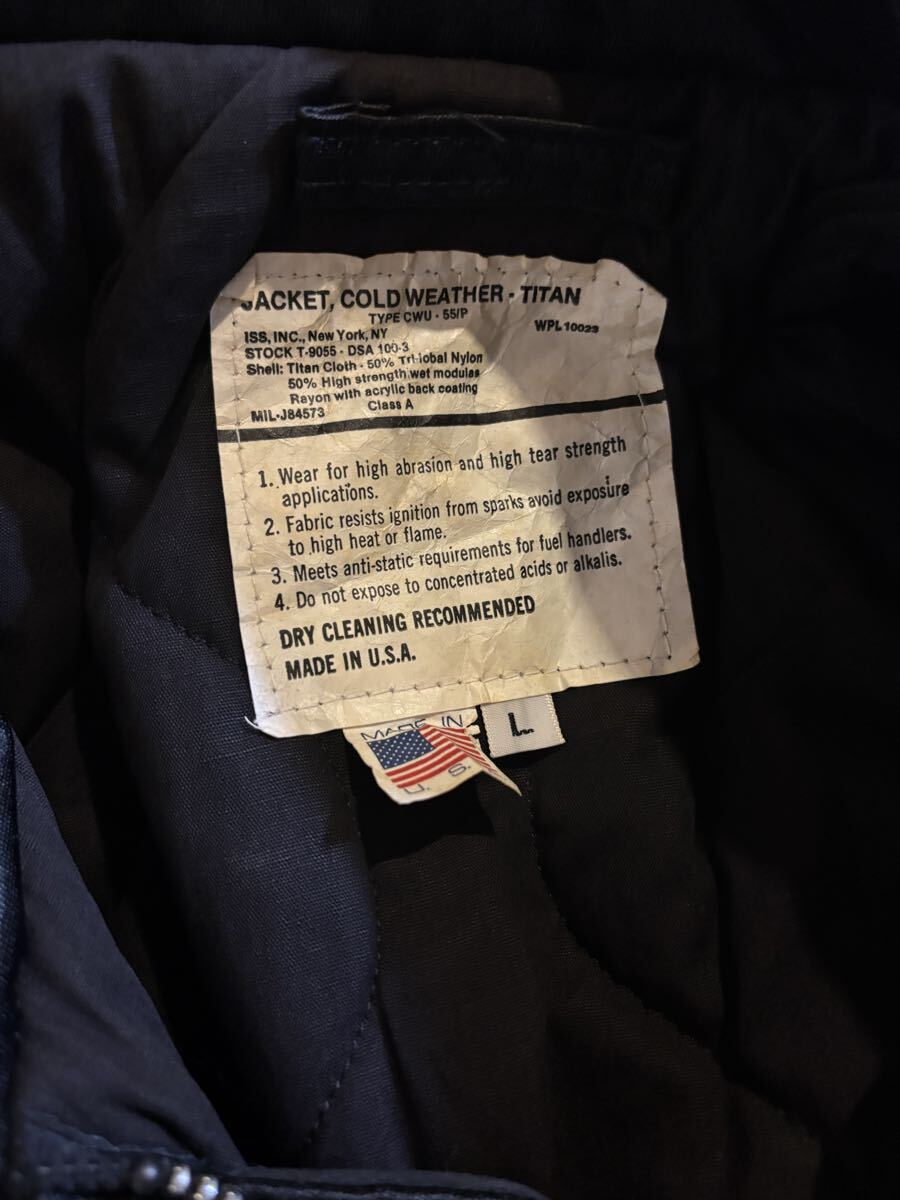 JACKET, COLD WEATHER - TITAN
TYPE CWU - 55/P
WPL 10023
ISS, INC., New York, NY
STOCK T-9055 - DSA 100-3
Shell: Titan Cloth - 50% Tri-lobal Nylon
50% High strength wet modulas
Rayon with acrylic back coating
MIL-J84573 Class A
1. Wear for high abrasion and high tear strength
applications.
2. Fabric resists ignition from sparks avoid exposure
to high heat or flame.
3. Meets anti-static requirements for fuel handlers.
4. Do not expose to concentrated acids or alkalis.
DRY CLEANING RECOMMENDED
MADE IN U.S.A.
L
MADE IN
U. S.